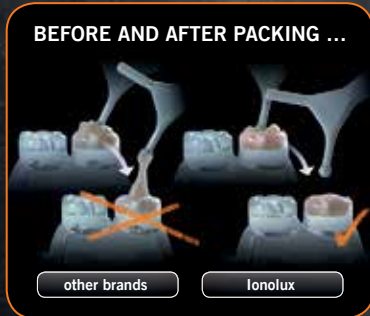 BEFORE AND AFTER PACKING ...
other brands
Ionolux